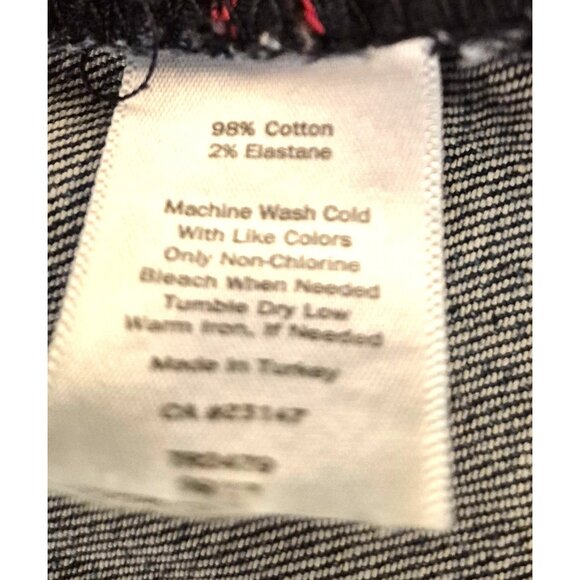 98% Cotton
2% Elastane
Machine Wash Cold
With Like Colors
Only Non-Chlorine
Bleach When Needed
Tumble Dry Low
Warm Iron, If Needed
Made In Turkey
CA